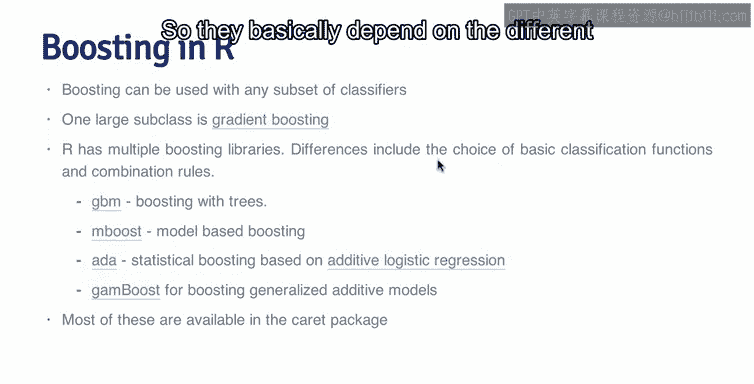 So they basically depend on the different
Boosting in R
· Boosting can be used with any subset of classifiers
· One large subclass is gradient boosting
· R has multiple boosting libraries. Differences include the choice of basic classification functions
and combination rules.
- gbm - boosting with trees.
- mboost - model based boosting
- ada - statistical boosting based on additive logistic regression
- gamBoost for boosting generalized additive models
· Most of these are available in the caret package